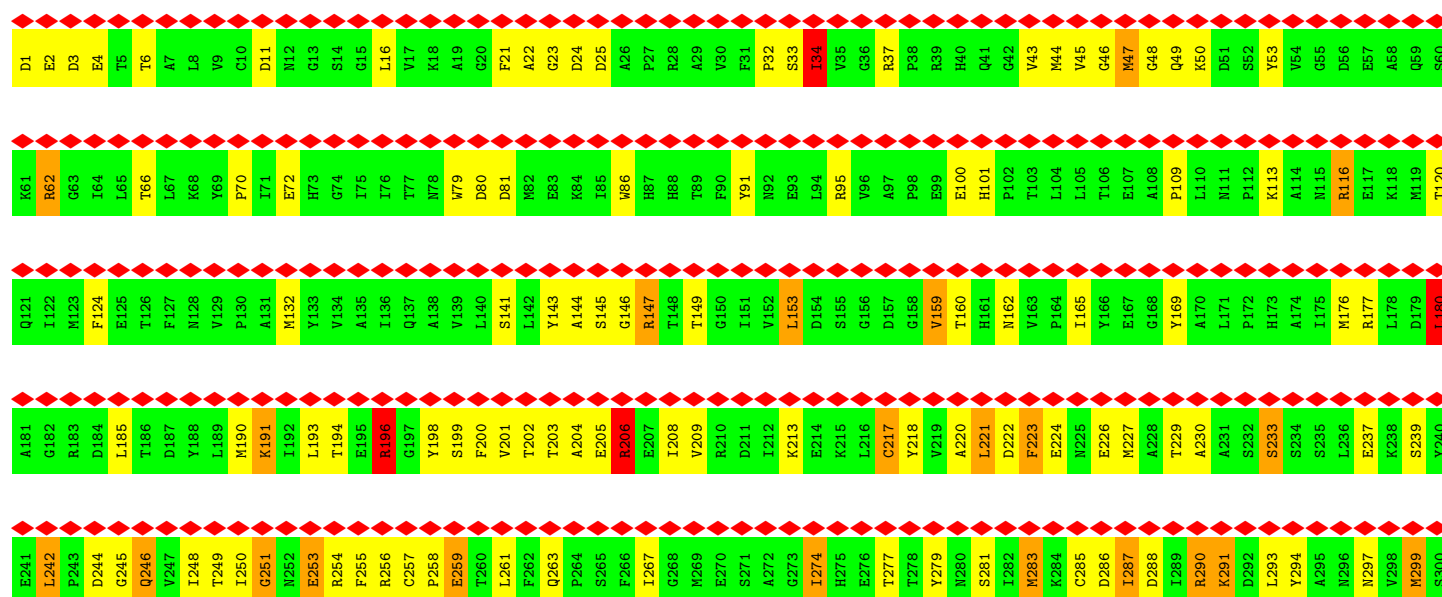 D1 E2 D3 E4 T5 T6 A7 L8 V9 C10 D11 N12 G13 S14 G15 L16 V17 K18 A19 G20 F21 A22 G23 D24 D25 A26 P27 R28 A29 V30 F31 P32 S33 I34 V35 G36 R37 P38 R39 H40 Q41 G42 V43 M44 V45 G46 M47 G48 Q49 K50 D51 S52 Y53 V54 G55 D56 E57 A58 Q59 S60
K61 R62 G63 I64 L65 T66 L67 K68 Y69 P70 I71 E72 H73 G74 I75 I76 T77 N78 W79 D80 D81 M82 E83 K84 I85 W86 H87 H88 T89 F90 Y91 N92 E93 L94 R95 V96 A97 P98 E99 E100 H101 P102 T103 L104 L105 T106 E107 A108 P109 L110 N111 P112 K113 A114 N115 R116 E117 K118 M119 T120
Q121 I122 M123 F124 E125 T126 F127 N128 V129 P130 A131 M132 Y133 V134 A135 I136 Q137 A138 V139 L140 S141 L142 Y143 A144 S145 G146 R147 T148 T149 G150 I151 V152 L153 D154 S155 G156 D157 G158 V159 T160 H161 N162 V163 P164 I165 Y166 E167 G168 Y169 A170 L171 P172 H173 A174 I175 M176 R177 L178 D179 L180
A181 G182 R183 D184 L185 T186 D187 Y188 L189 M190 K191 I192 L193 T194 E195 R196 G197 Y198 S199 F200 V201 T202 T203 A204 E205 R206 E207 I208 V209 R210 D211 I212 K213 E214 K215 L216 C217 Y218 V219 A220 L221 D222 F223 E224 N225 E226 M227 A228 T229 A230 A231 S232 S233 S234 S235 L236 E237 K238 S239 Y240
E241 L242 P243 D244 G245 Q246 V247 I248 T249 I250 G251 N252 E253 R254 F255 R256 C257 P258 E259 T260 L261 F262 Q263 P264 S265 F266 I267 G268 N269 E270 S271 A272 G273 I274 H275 E276 T277 T278 Y279 N280 S281 I282 M283 K284 C285 D286 I287 D288 I289 R290 K291 D292 L293 Y294 A295 N296 N297 V298 M299 S300